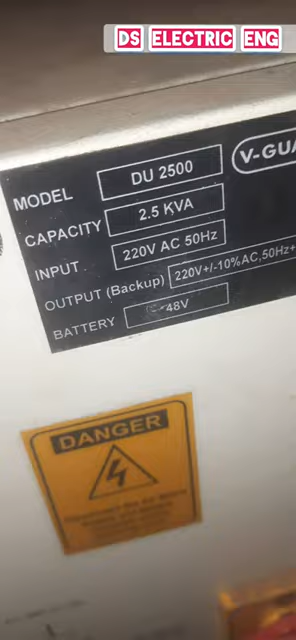 DS ELECTRIC ENG
V-GUA
MODEL DU 2500
CAPACITY 2.5 KVA
INPUT 220V AC 50Hz
OUTPUT (Backup) 220V+/-10%AC,50Hz+
BATTERY 48V
DANGER